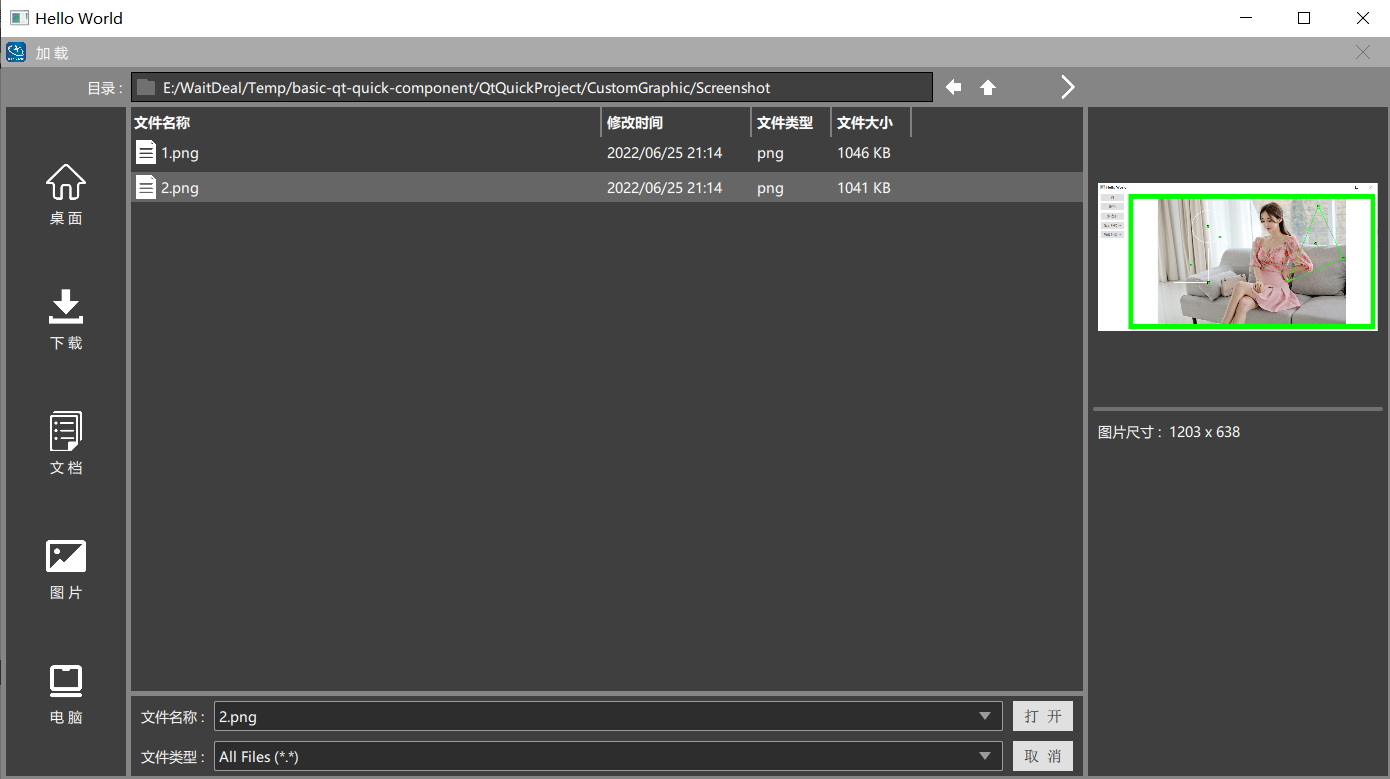 Hello World
加 载
目录 : E:/WaitDeal/Temp/basic-qt-quick-component/QtQuickProject/CustomGraphic/Screenshot
文件名称 修改时间 文件类型 文件大小
1.png 2022/06/25 21:14 png 1046 KB
2.png 2022/06/25 21:14 png 1041 KB
桌 面
下 载
文 档
图 片
电 脑
Hello World
图片尺寸 : 1203 x 638
文件名称 : 2.png 打 开
文件类型 : All Files (*.*) 取 消